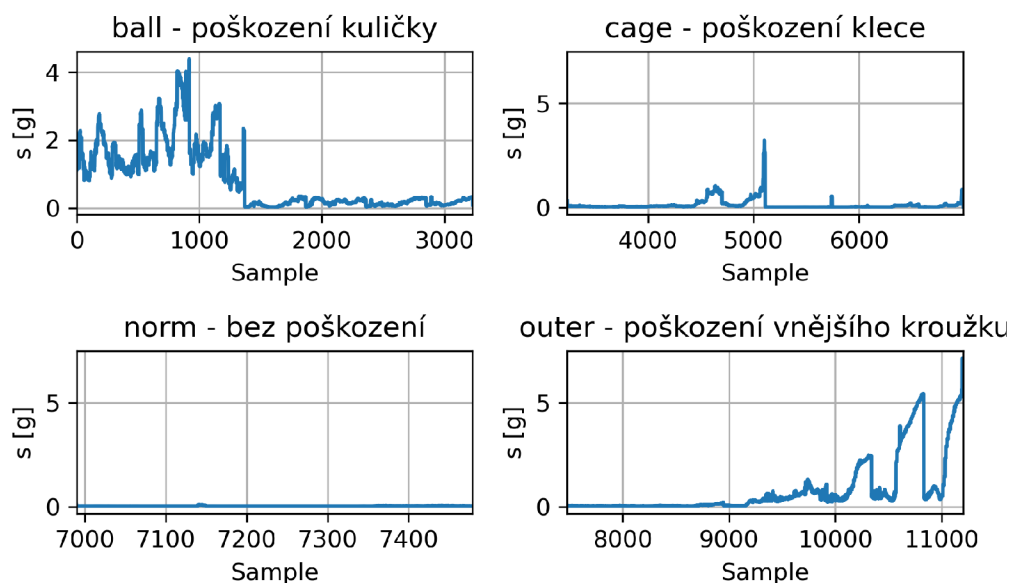 ball - poškození kuličky
4
2
0
s [g]
0 1000 2000 3000
Sample
cage - poškození klece
5
0
s [g]
4000 5000 6000
Sample
norm - bez poškození
5
0
s [g]
7000 7100 7200 7300 7400
Sample
outer - poškození vnějšího kroužku
5
0
s [g]
8000 9000 10000 11000
Sample